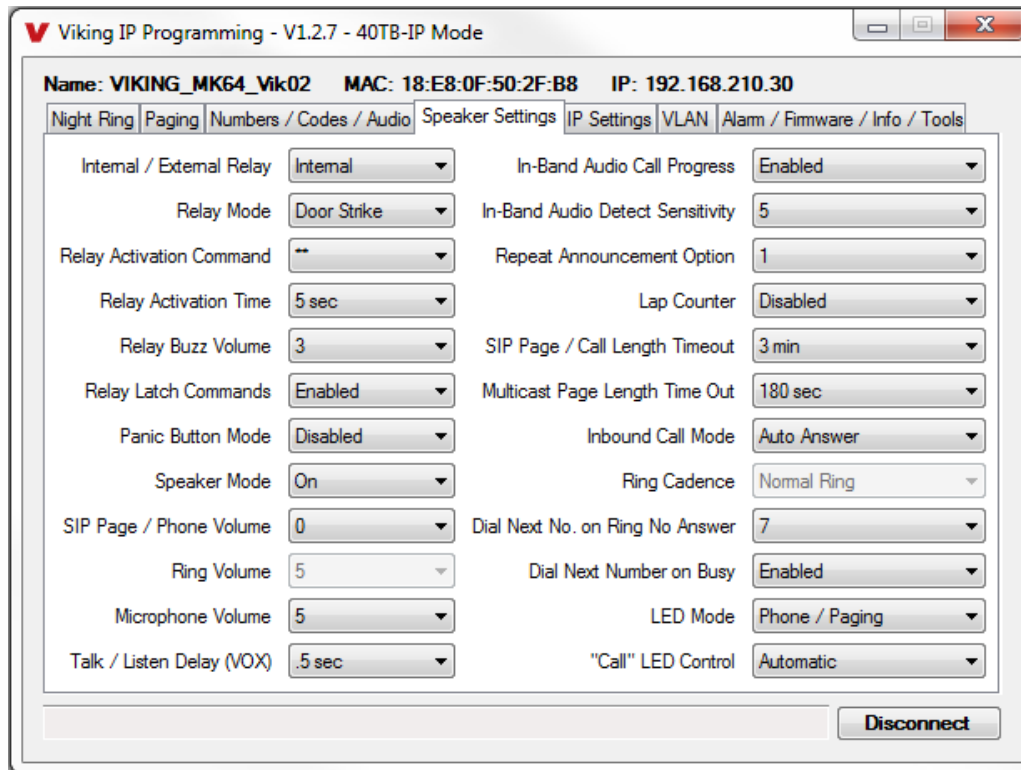 Viking IP Programming - V1.2.7 - 40TB-IP Mode
Name: VIKING_MK64_Vik02 MAC: 18:E8:0F:50:2F:B8 IP: 192.168.210.30
Night Ring Paging Numbers / Codes / Audio Speaker Settings IP Settings VLAN Alarm / Firmware / Info / Tools
Internal / External Relay Internal In-Band Audio Call Progress Enabled
Relay Mode Door Strike In-Band Audio Detect Sensitivity 5
Relay Activation Command ** Repeat Announcement Option 1
Relay Activation Time 5 sec Lap Counter Disabled
Relay Buzz Volume 3 SIP Page / Call Length Timeout 3 min
Relay Latch Commands Enabled Multicast Page Length Time Out 180 sec
Panic Button Mode Disabled Inbound Call Mode Auto Answer
Speaker Mode On Ring Cadence Normal Ring
SIP Page / Phone Volume 0 Dial Next No. on Ring No Answer 7
Ring Volume 5 Dial Next Number on Busy Enabled
Microphone Volume 5 LED Mode Phone / Paging
Talk / Listen Delay (VOX) .5 sec "Call" LED Control Automatic
Disconnect